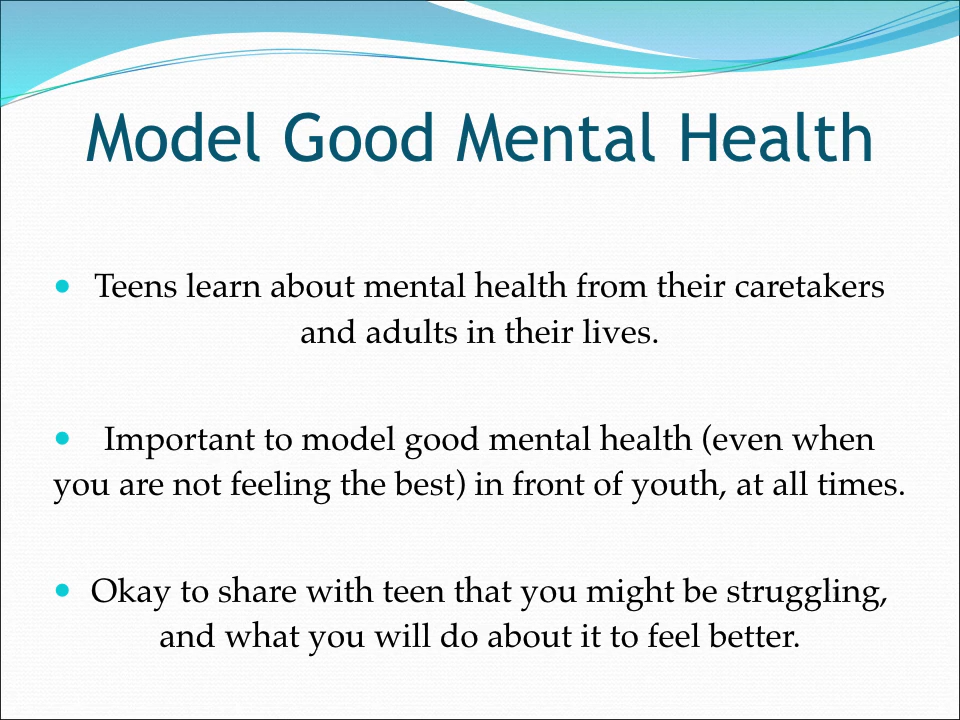 Model Good Mental Health
• Teens learn about mental health from their caretakers
and adults in their lives.
• Important to model good mental health (even when
you are not feeling the best) in front of youth, at all times.
• Okay to share with teen that you might be struggling,
and what you will do about it to feel better.